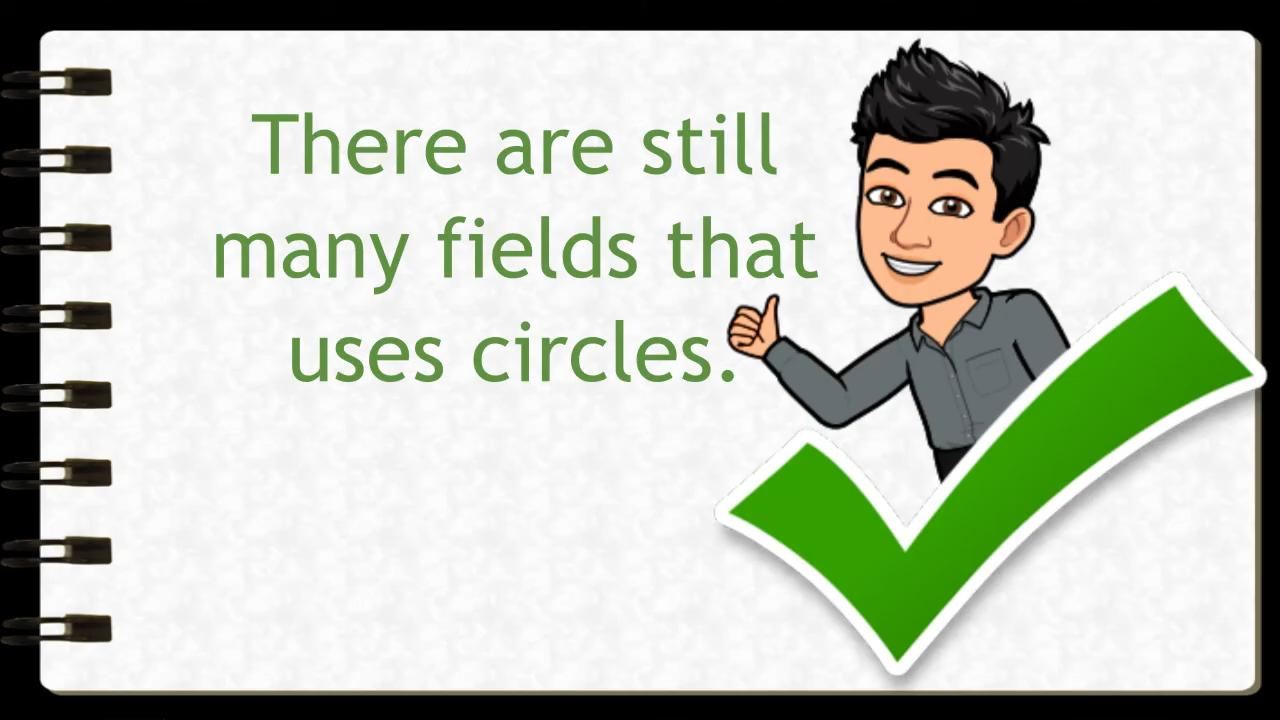 There are still
many fields that
uses circles.